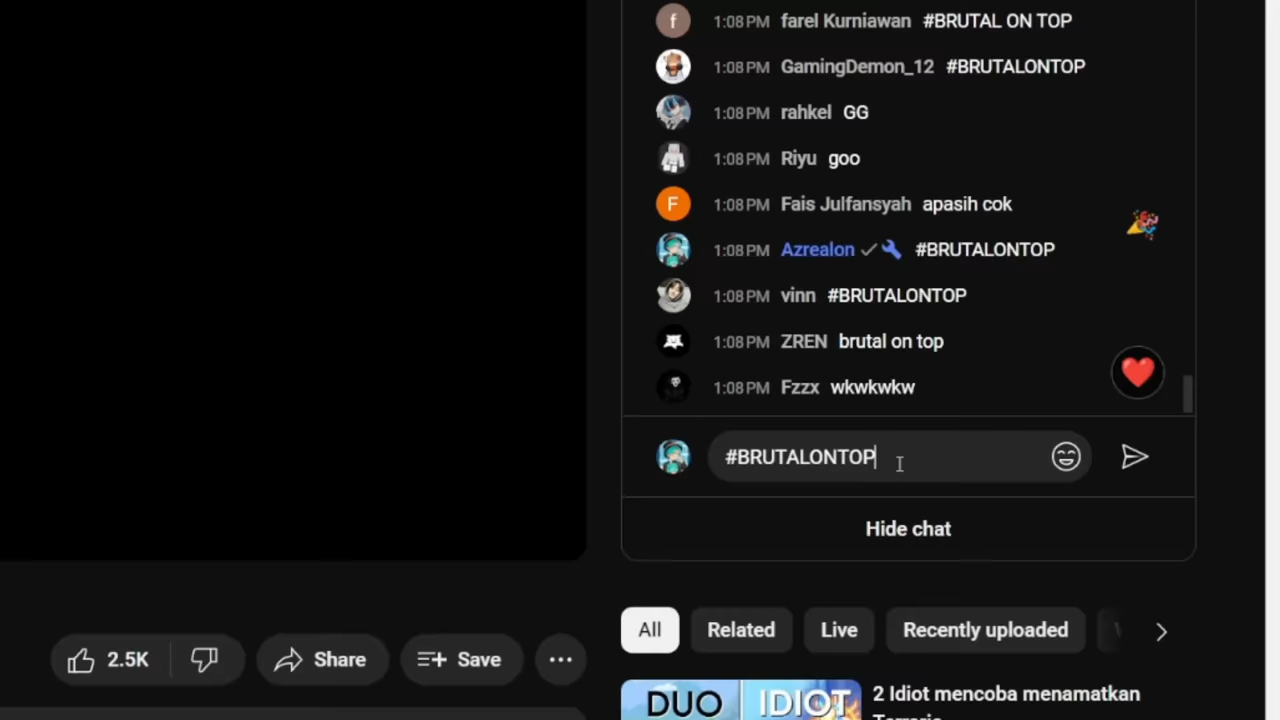 f 1:08 PM farel Kurniawan #BRUTAL ON TOP
1:08 PM GamingDemon_12 #BRUTALONTOP
1:08 PM rahkel GG
1:08 PM Riyu goo
F 1:08 PM Fais Julfansyah apasih cok
1:08 PM Azrealon #BRUTALONTOP
1:08 PM vinn #BRUTALONTOP
1:08 PM ZREN brutal on top
1:08 PM Fzzx wkwkwkw
#BRUTALONTOP
Hide chat
All Related Live Recently uploaded
2.5K Share Save
DUO IDIOT
2 Idiot mencoba menamatkan
Terraria